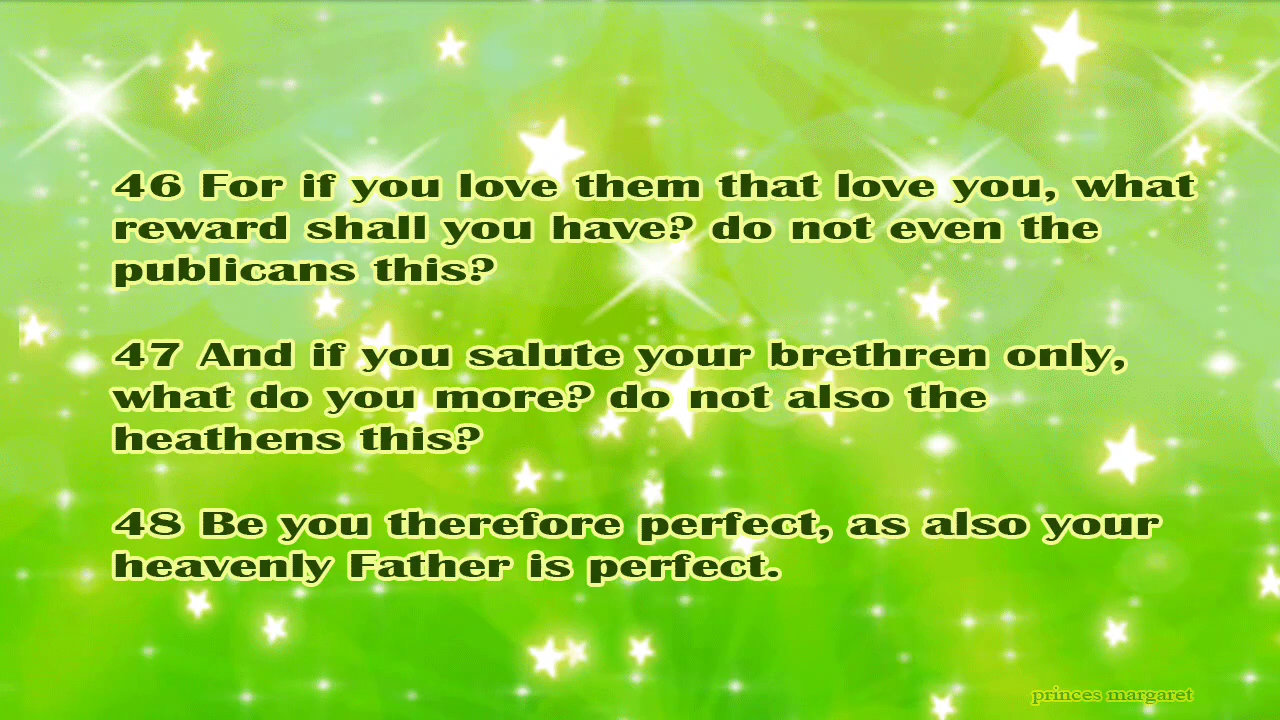 46 For if you love them that love you, what
reward shall you have? do not even the
publicans this?
47 And if you salute your brethren only,
what do you more? do not also the
heathens this?
48 Be you therefore perfect, as also your
heavenly Father is perfect.
princes margaret